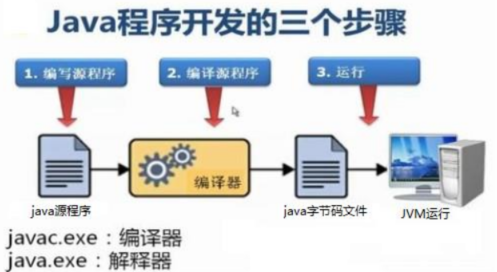 Java程序开发的三个步骤
1. 编写源程序
2. 编译源程序
3. 运行
编译器
java源程序
java字节码文件
JVM运行
javac.exe：编译器
java.exe：解释器